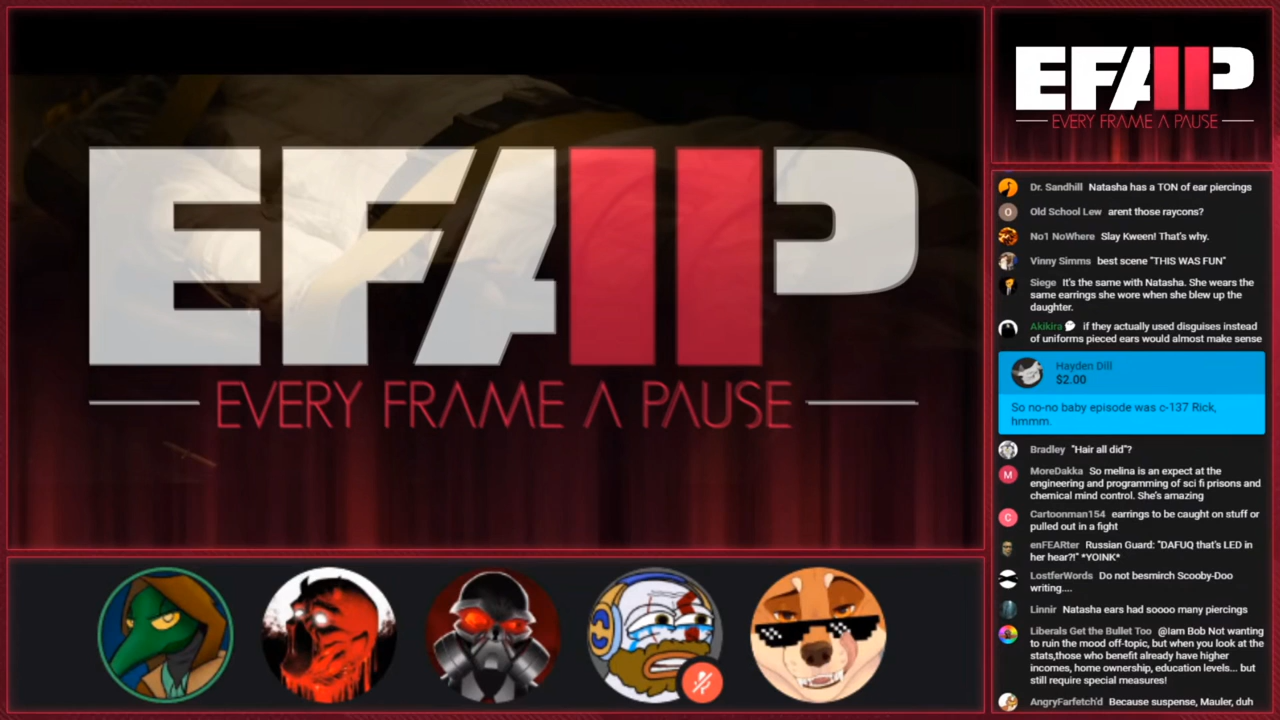 EFAP
EVERY FRAME A PAUSE
EFAP
EVERY FRAME A PAUSE
Dr. Sandhill Natasha has a TON of ear piercings
O
Old School Lew arent those raycons?
No1 NoWhere Slay Kween! That's why.
Vinny Simms best scene "THIS WAS FUN"
Siege It's the same with Natasha. She wears the
same earrings she wore when she blew up the
daughter.
Akikira if they actually used disguises instead
of uniforms pieced ears would almost make sense
Hayden Dill
$2.00
So no-no baby episode was c-137 Rick,
hmmm.
Bradley "Hair all did"?
M
MoreDakka So melina is an expect at the
engineering and programming of sci fi prisons and
chemical mind control. She's amazing
C
Cartoonman154 earrings to be caught on stuff or
pulled out in a fight
enFEARter Russian Guard: "DAFUQ that's LED in
her hear?!" *YOINK*
LostferWords Do not besmirch Scooby-Doo
writing....
Linnir Natasha ears had soooo many piercings
Liberals Get the Bullet Too @Iam Bob Not wanting
to ruin the mood off-topic, but when you look at the
stats,those who benefit already have higher
incomes, home ownership, education levels... but
still require special measures!
AngryFarfetch'd Because suspense, Mauler, duh